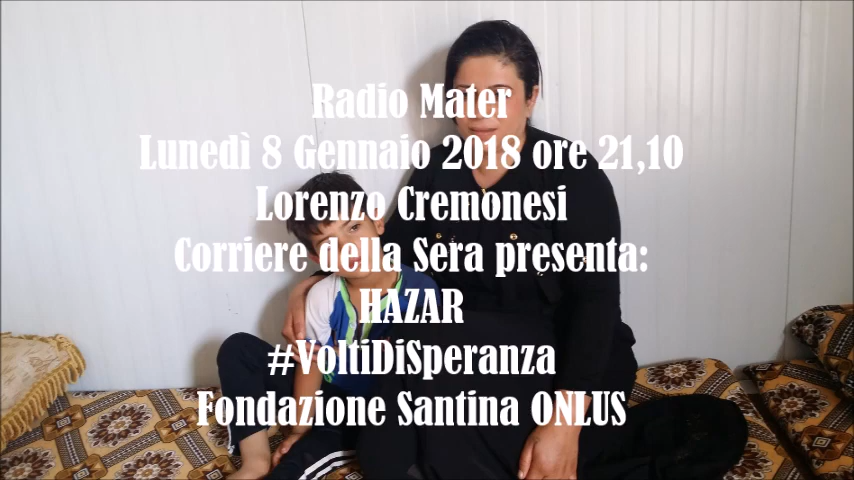 Radio Mater
Lunedì 8 Gennaio 2018 ore 21,10
Lorenzo Cremonesi
Corriere della Sera presenta:
HAZAR
#VoltiDiSperanza
Fondazione Santina ONLUS